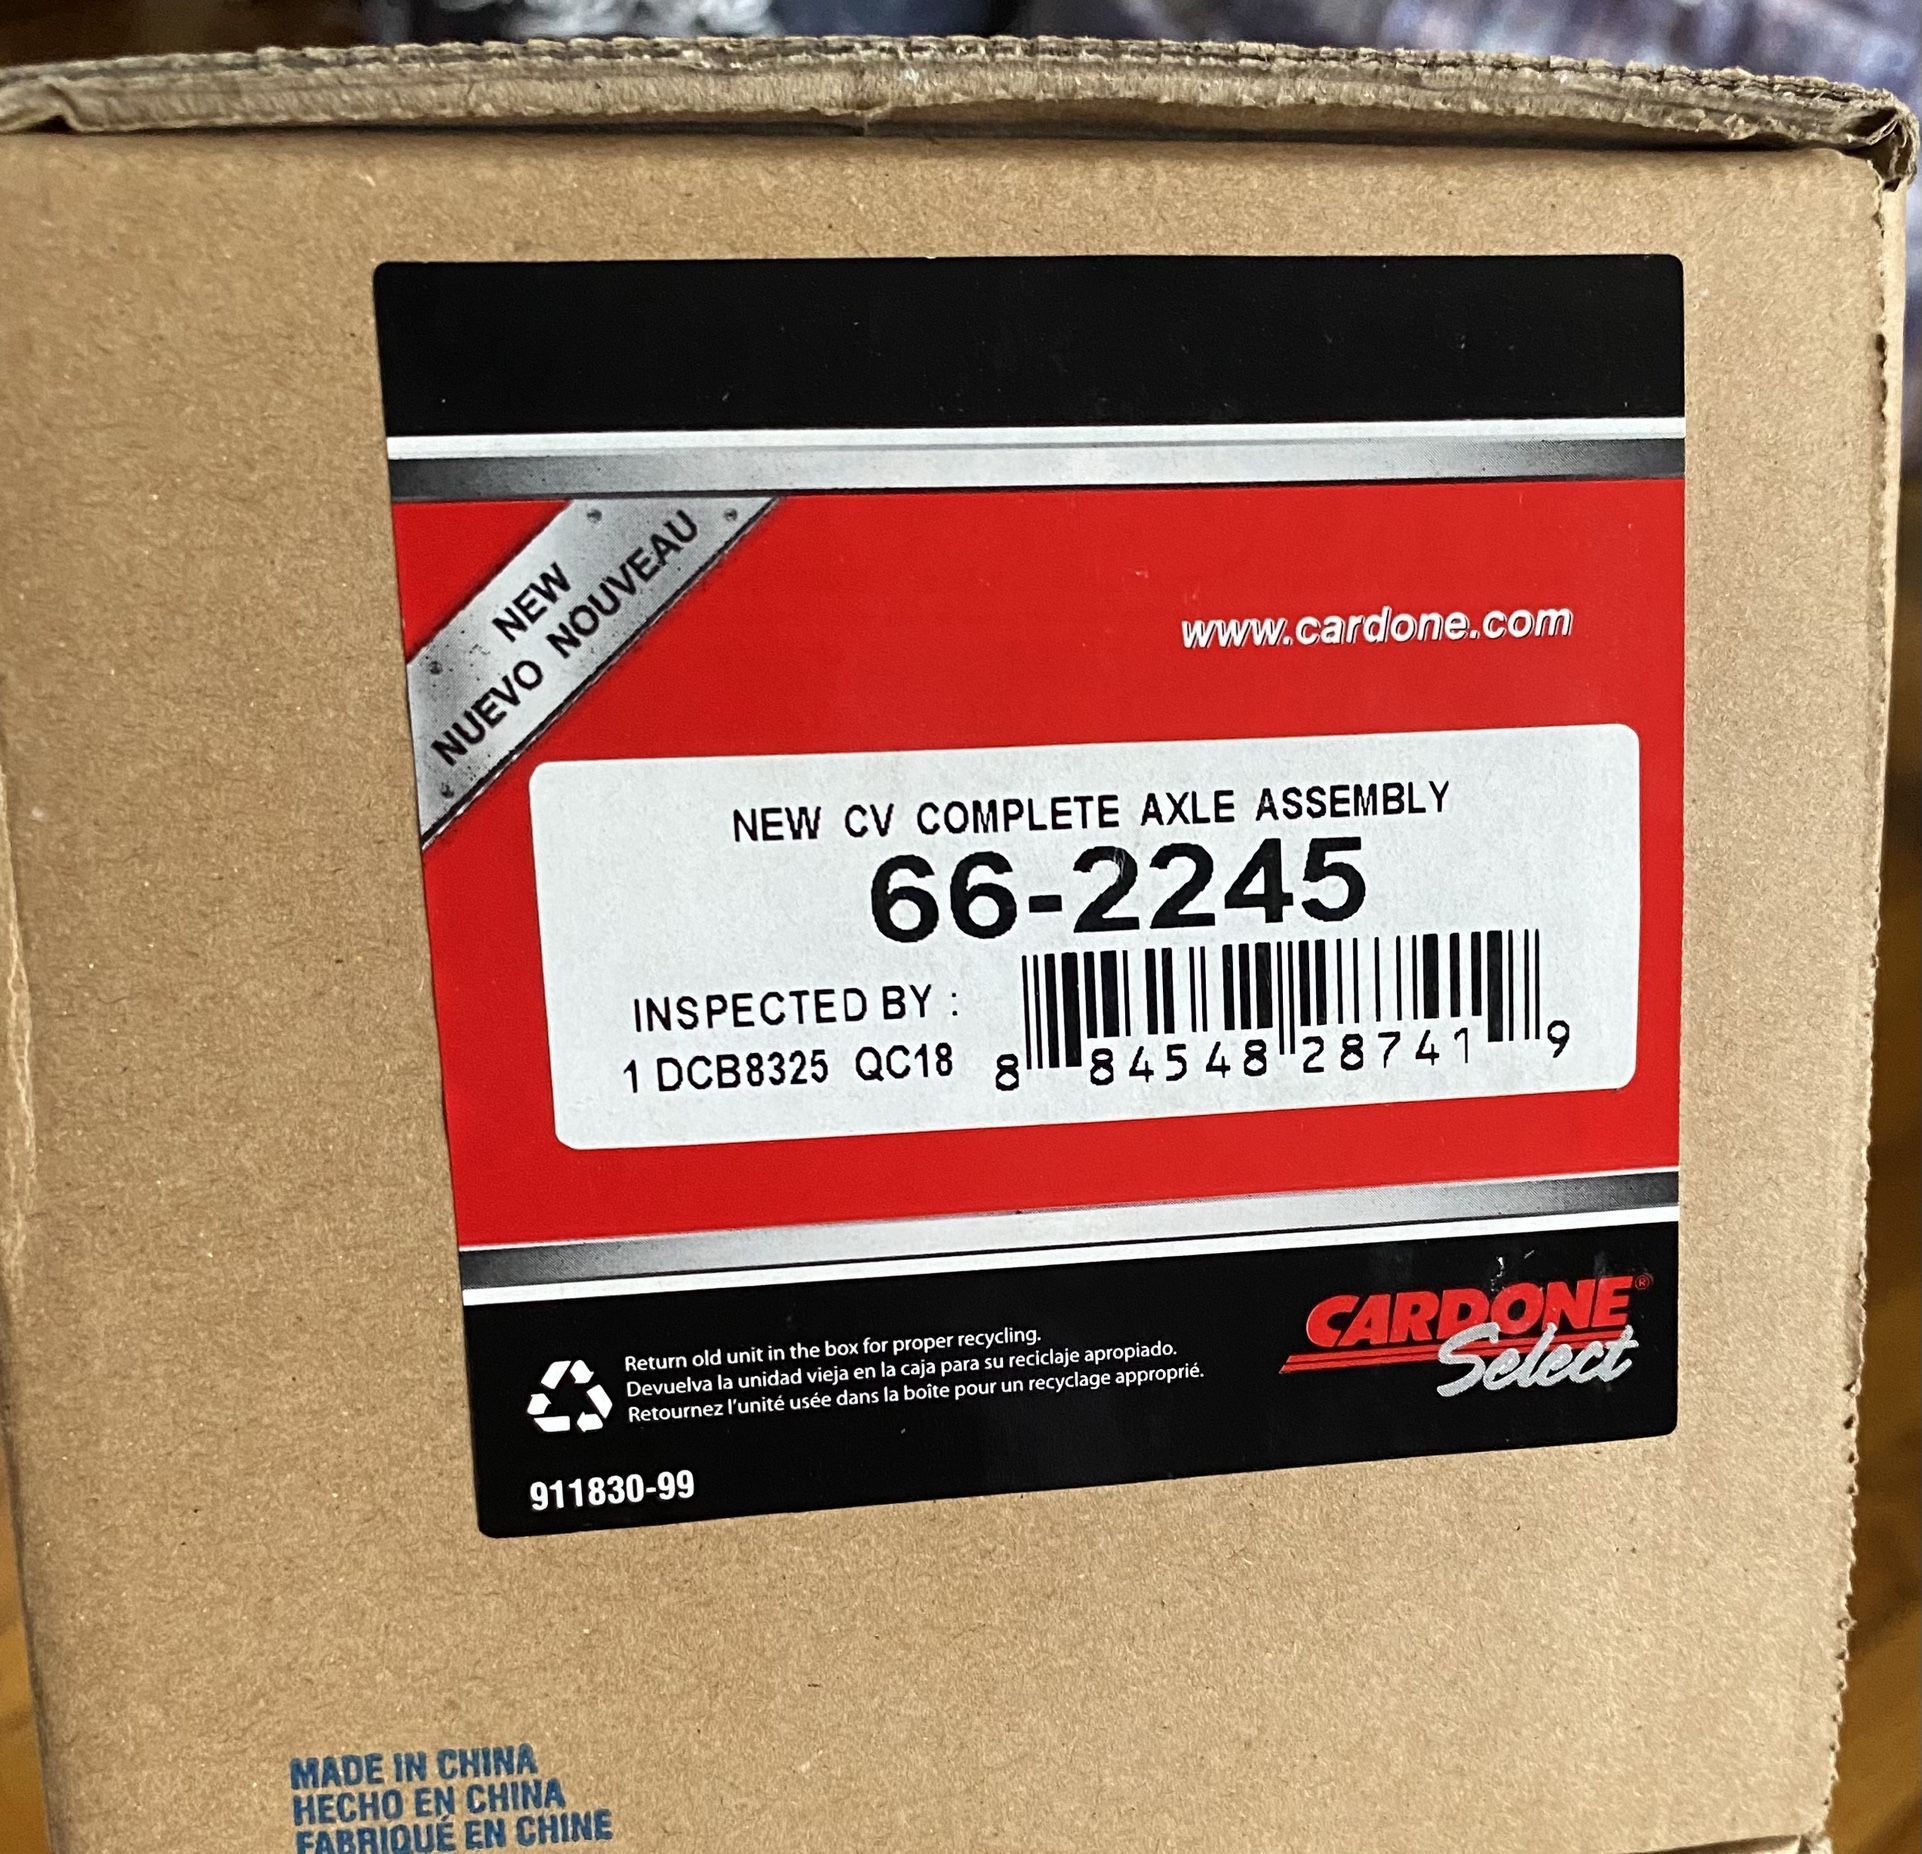 NEW
NUEVO NOUVEAU
www.cardone.com
NEW CV COMPLETE AXLE ASSEMBLY
66-2245
INSPECTED BY :
1 DCB8325 QC18
8 84548 28741 9
Return old unit in the box for proper recycling.
Devuelva la unidad vieja en la caja para su reciclaje apropiado.
Retournez l'unité usée dans la boîte pour un recyclage approprié.
CARDONE®
Select
911830-99
MADE IN CHINA
HECHO EN CHINA
FABRIQUÉ EN CHINE